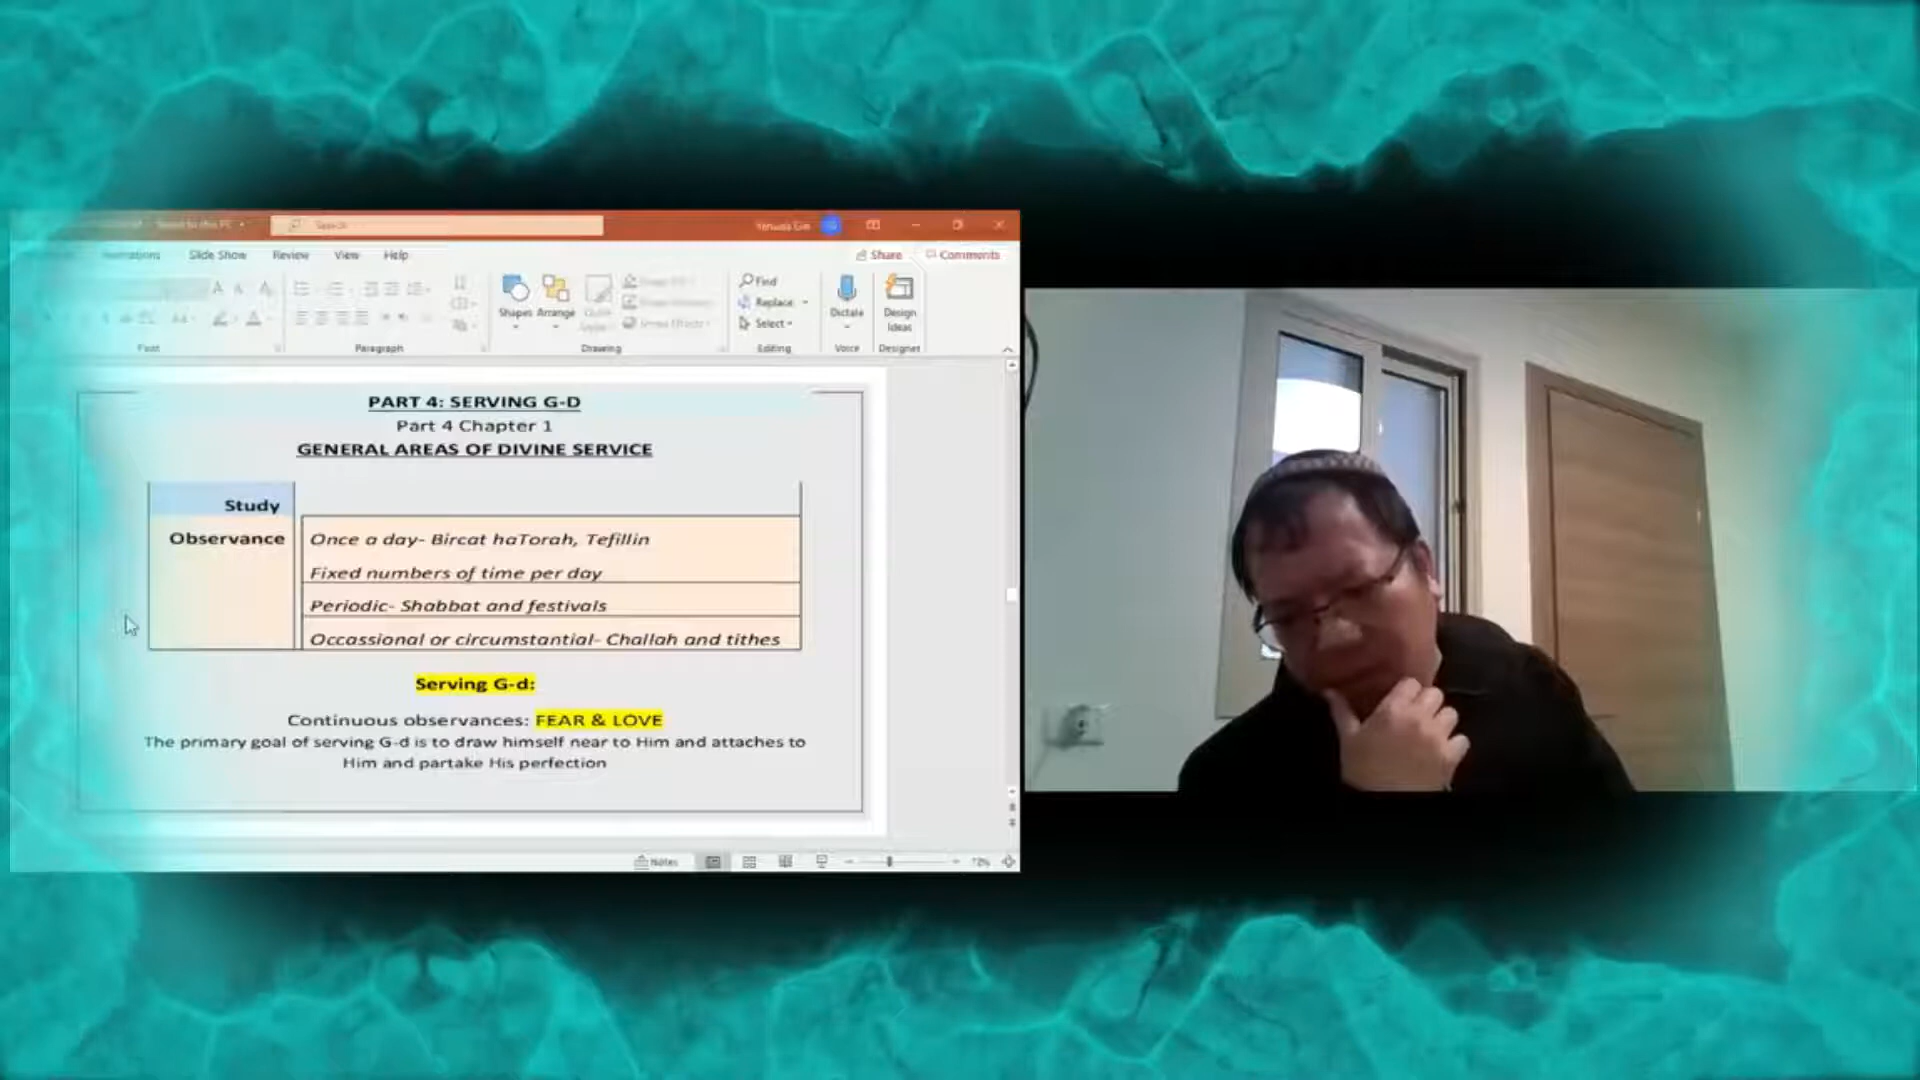 Search
Slide Show Review View Help
Share Comments
Find
Replace
Select
Shapes Arrange
Dictate
Design Ideas
Font Paragraph Drawing Editing Voice Designer
PART 4: SERVING G-D
Part 4 Chapter 1
GENERAL AREAS OF DIVINE SERVICE
Study
Observance
Once a day- Bircat haTorah, Tefillin
Fixed numbers of time per day
Periodic- Shabbat and festivals
Occassional or circumstantial- Challah and tithes
Serving G-d:
Continuous observances: FEAR & LOVE
The primary goal of serving G-d is to draw himself near to Him and attaches to
Him and partake His perfection
Notes